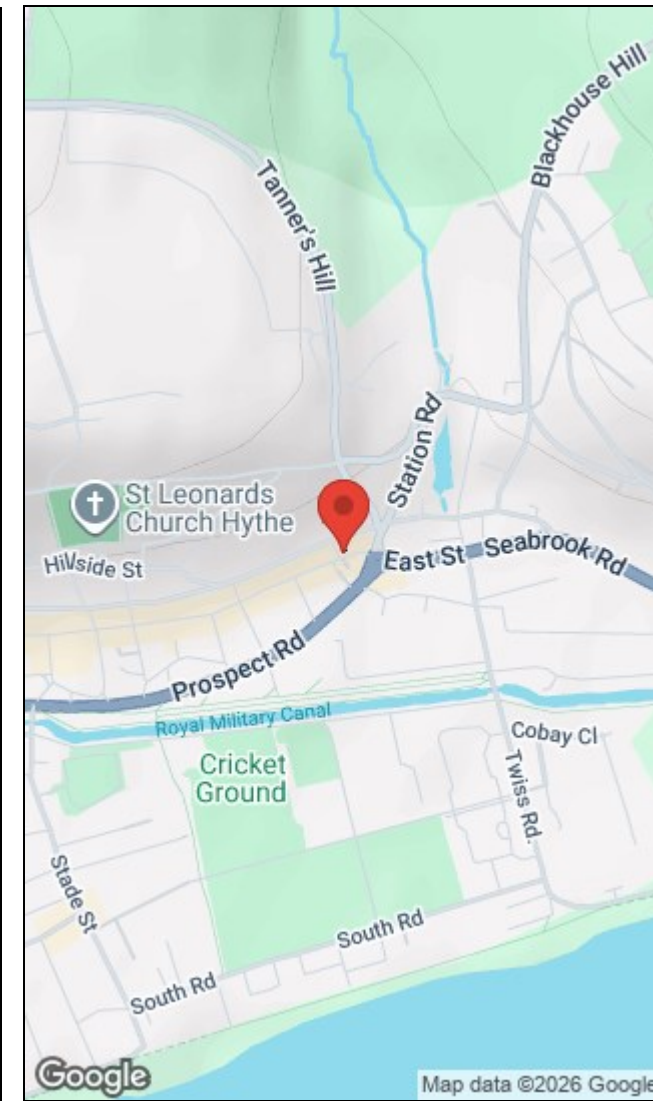 Blackhouse Hill
Tanner's Hill
Station Rd
St Leonards
Church Hythe
Hillside St
East St
Seabrook Rd
Prospect Rd
Royal Military Canal
Cobay Cl
Cricket
Ground
Twiss Rd.
Stade St
South Rd
South Rd
Google
Map data ©2026 Google